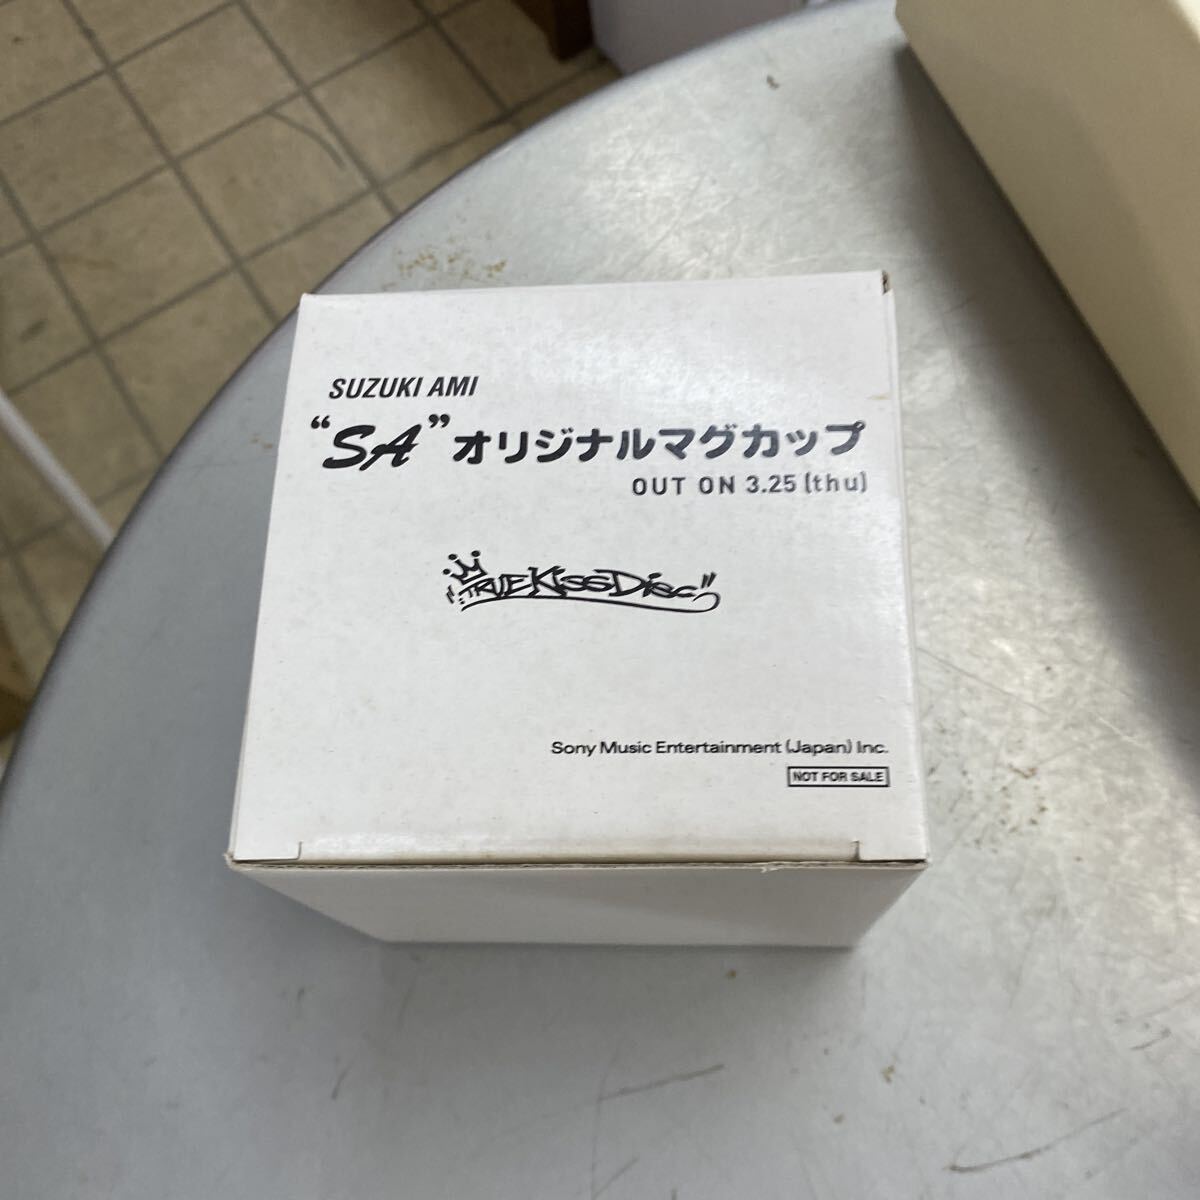 SUZUKI AMI
“SA”オリジナルマグカップ
OUT ON 3.25 (thu)
TRUE KiSS DiSC
Sony Music Entertainment (Japan) Inc.
NOT FOR SALE